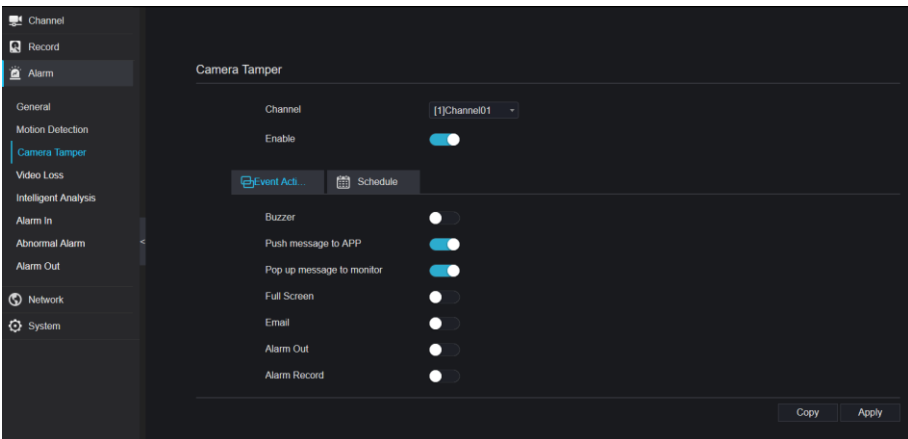 Channel
Record
Alarm
General
Motion Detection
Camera Tamper
Video Loss
Intelligent Analysis
Alarm In
Abnormal Alarm
Alarm Out
Network
System
<
Camera Tamper
Channel [1]Channel01
Enable
Event Acti... Schedule
Buzzer
Push message to APP
Pop up message to monitor
Full Screen
Email
Alarm Out
Alarm Record
Copy Apply